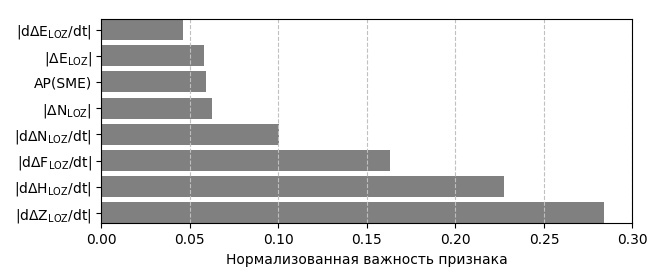 |dΔE_LOZ/dt|
|ΔE_LOZ|
AP(SME)
|ΔN_LOZ|
|dΔN_LOZ/dt|
|dΔF_LOZ/dt|
|dΔH_LOZ/dt|
|dΔZ_LOZ/dt|
0.00 0.05 0.10 0.15 0.20 0.25 0.30
Нормализованная важность признака